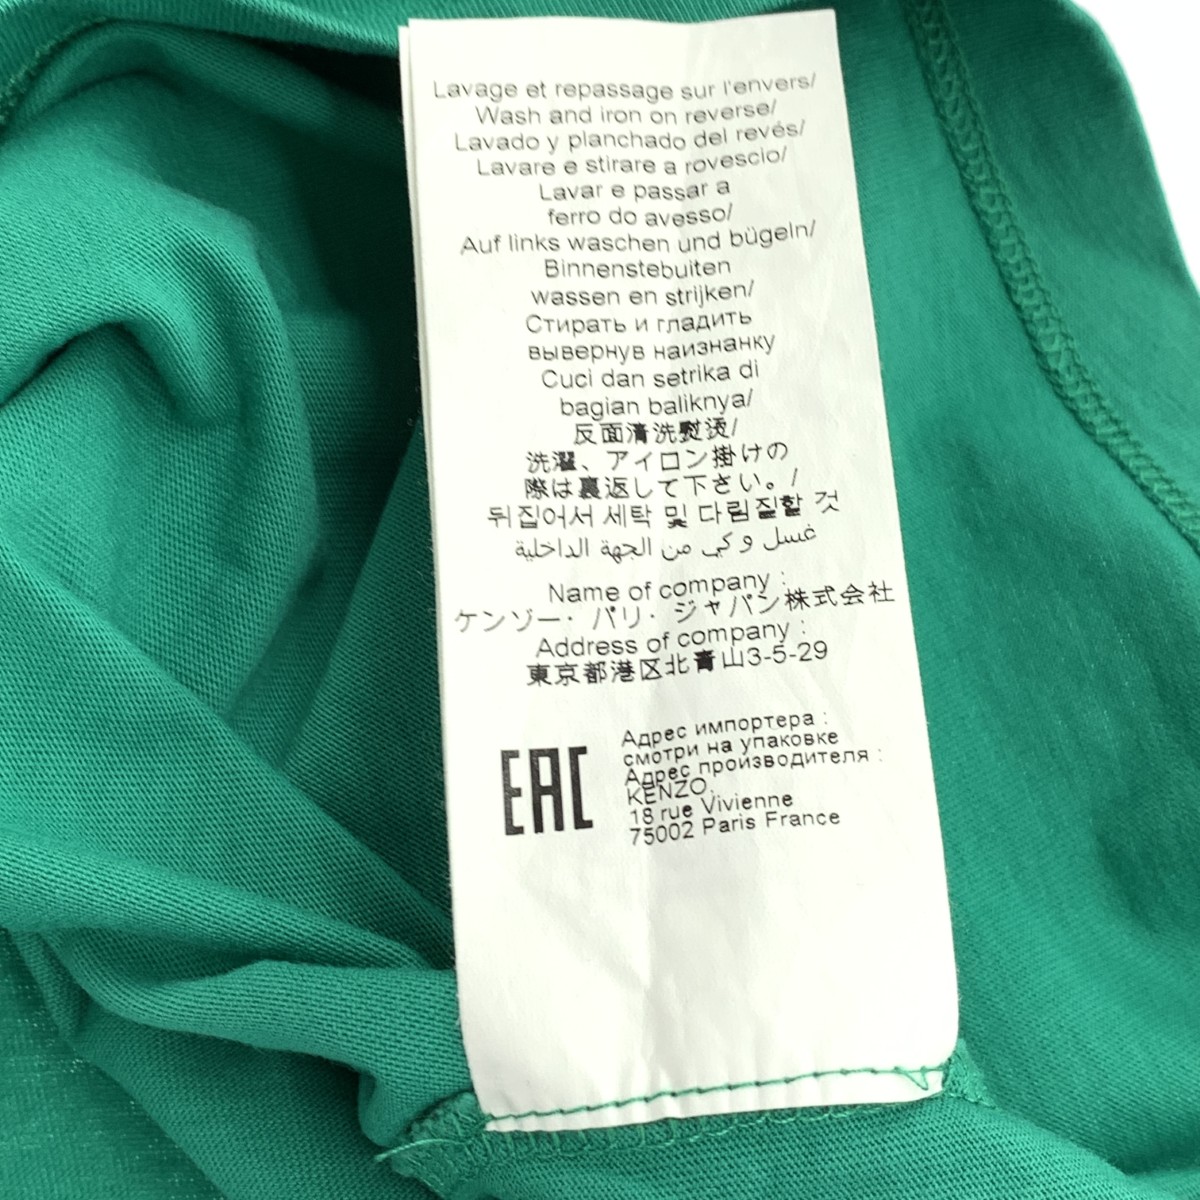 Lavage et repassage sur l'envers/
Wash and iron on reverse/
Lavado y planchado del revés/
Lavare e stirare a rovescio/
Lavar e passar a
ferro do avesso/
Auf links waschen und bügeln/
Binnenstebuiten
wassen en strijken/
Стирать и гладить
вывернув наизнанку
Cuci dan setrika di
bagian baliknya/
反面清洗熨烫/
洗濯、アイロン掛けの
際は裏返して下さい。/
뒤집어서 세탁 및 다림질할 것
غسل و كي من الجهة الداخلية
Name of company :
ケンゾー・パリ・ジャパン株式会社
Address of company :
東京都港区北青山3-5-29
EAC
Адрес импортера :
смотри на упаковке
Адрес производителя :
KENZO,
18 rue Vivienne
75002 Paris France